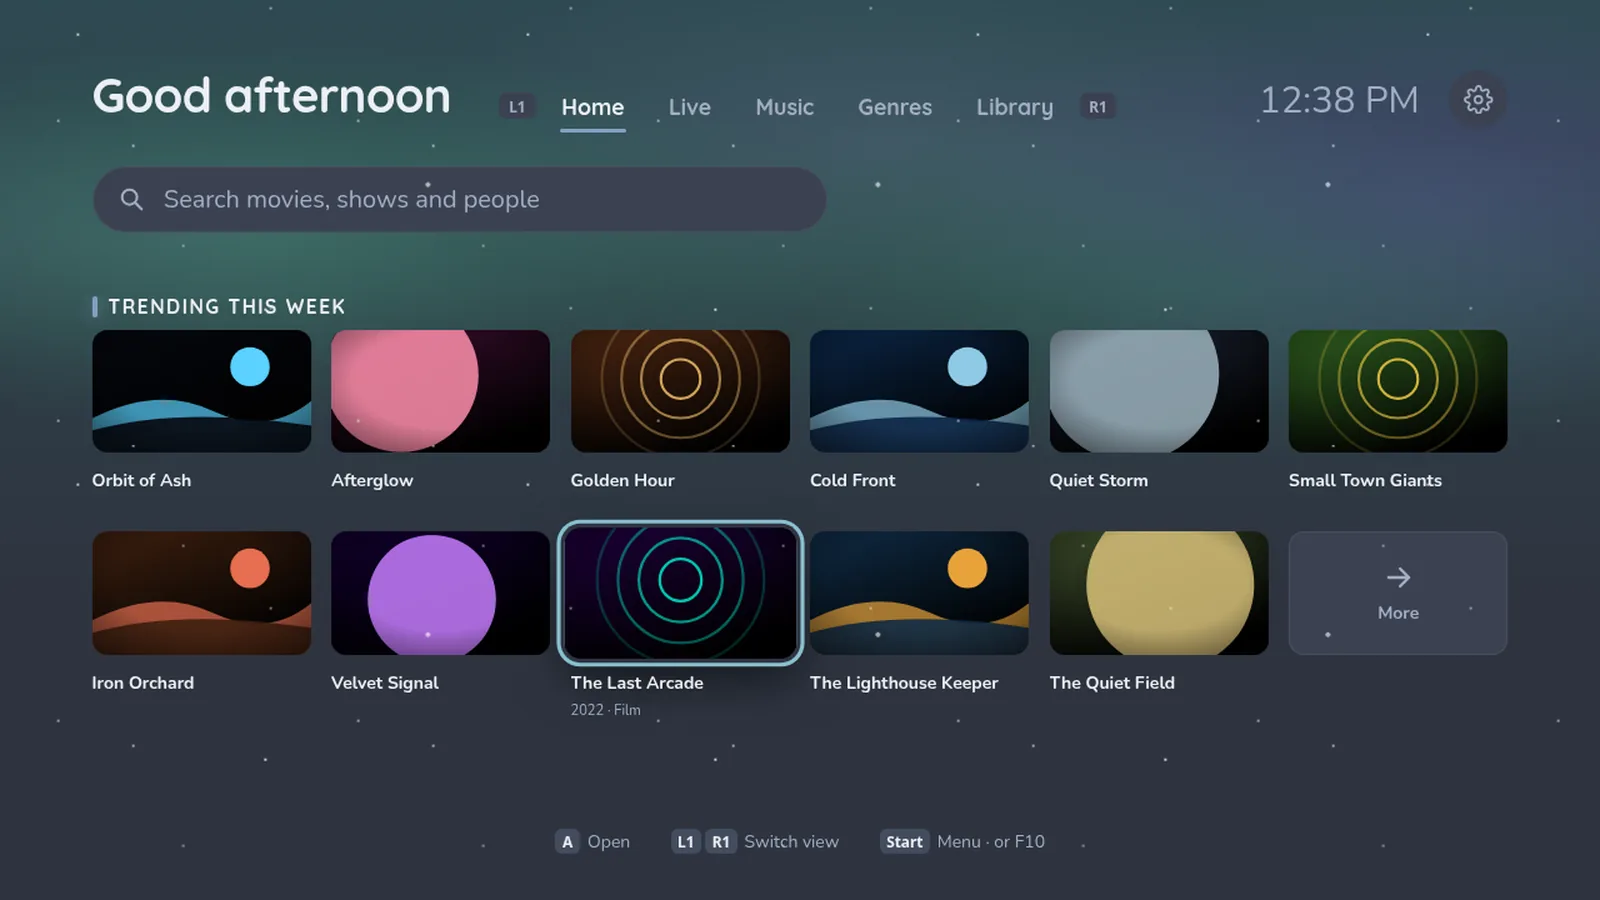 Good afternoon
L1 Home Live Music Genres Library R1
12:38 PM
Search movies, shows and people
TRENDING THIS WEEK
Orbit of Ash
Afterglow
Golden Hour
Cold Front
Quiet Storm
Small Town Giants
Iron Orchard
Velvet Signal
The Last Arcade
2022 · Film
The Lighthouse Keeper
The Quiet Field
More
A Open L1 R1 Switch view Start Menu · or F10